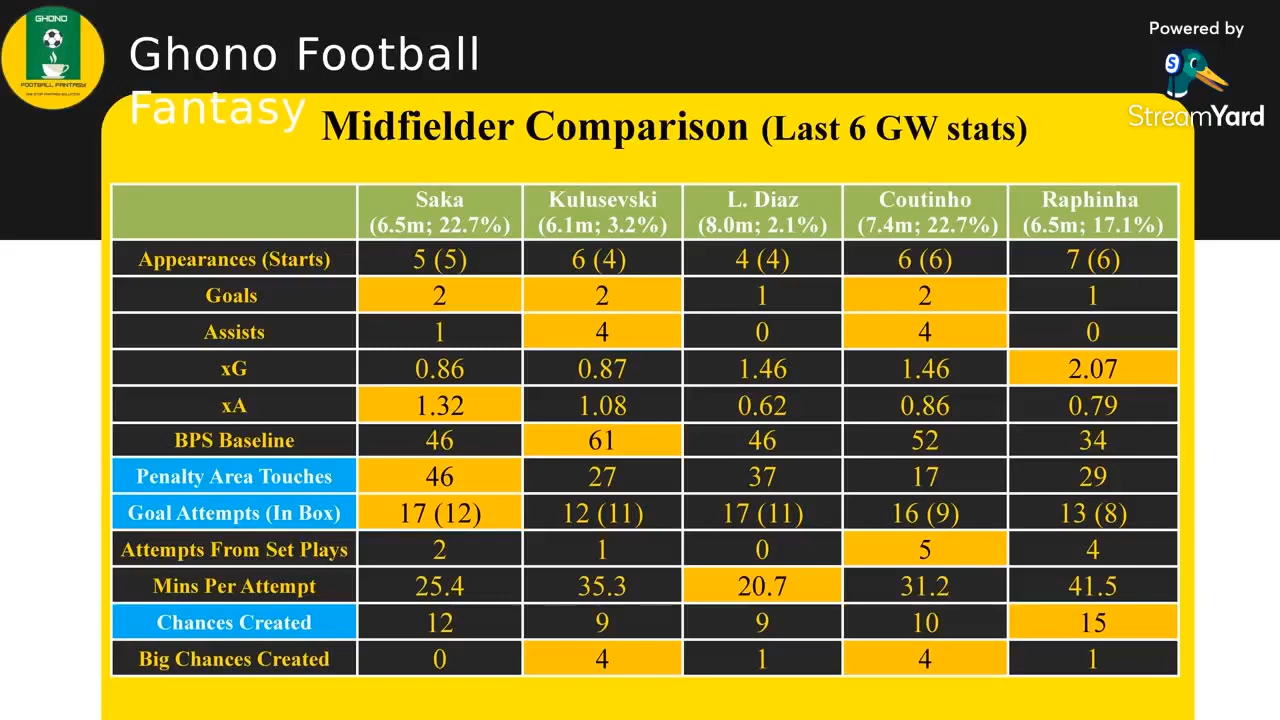 GHONO
FOOTBALL FANTASY
Ghono Football
Fantasy
Powered by
S
StreamYard
Midfielder Comparison (Last 6 GW stats)
Saka Kulusevski L. Diaz Coutinho Raphinha
(6.5m; 22.7%) (6.1m; 3.2%) (8.0m; 2.1%) (7.4m; 22.7%) (6.5m; 17.1%)
Appearances (Starts) 5 (5) 6 (4) 4 (4) 6 (6) 7 (6)
Goals 2 2 1 2 1
Assists 1 4 0 4 0
xG 0.86 0.87 1.46 1.46 2.07
xA 1.32 1.08 0.62 0.86 0.79
BPS Baseline 46 61 46 52 34
Penalty Area Touches 46 27 37 17 29
Goal Attempts (In Box) 17 (12) 12 (11) 17 (11) 16 (9) 13 (8)
Attempts From Set Plays 2 1 0 5 4
Mins Per Attempt 25.4 35.3 20.7 31.2 41.5
Chances Created 12 9 9 10 15
Big Chances Created 0 4 1 4 1